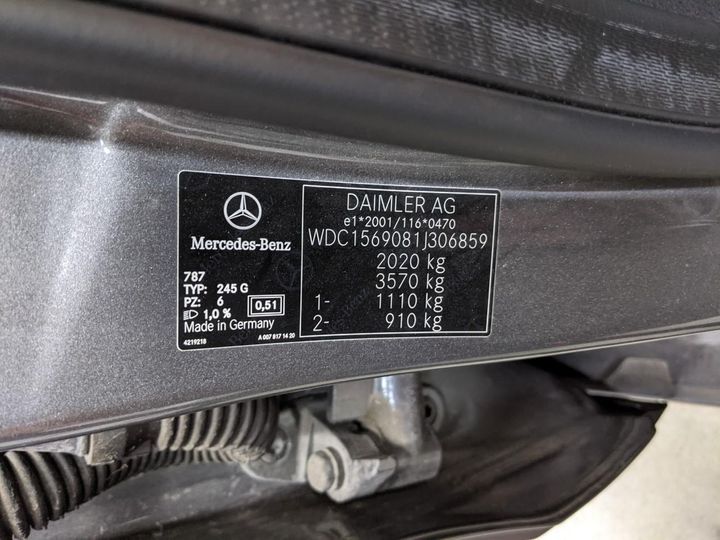 Mercedes-Benz
787
TYP: 245 G
PZ: 6
1,0 % 0,51
Made in Germany
4219218 A 007 817 14 20
DAIMLER AG
e1*2001/116*0470
WDC1569081J306859
2020 kg
3570 kg
1- 1110 kg
2- 910 kg